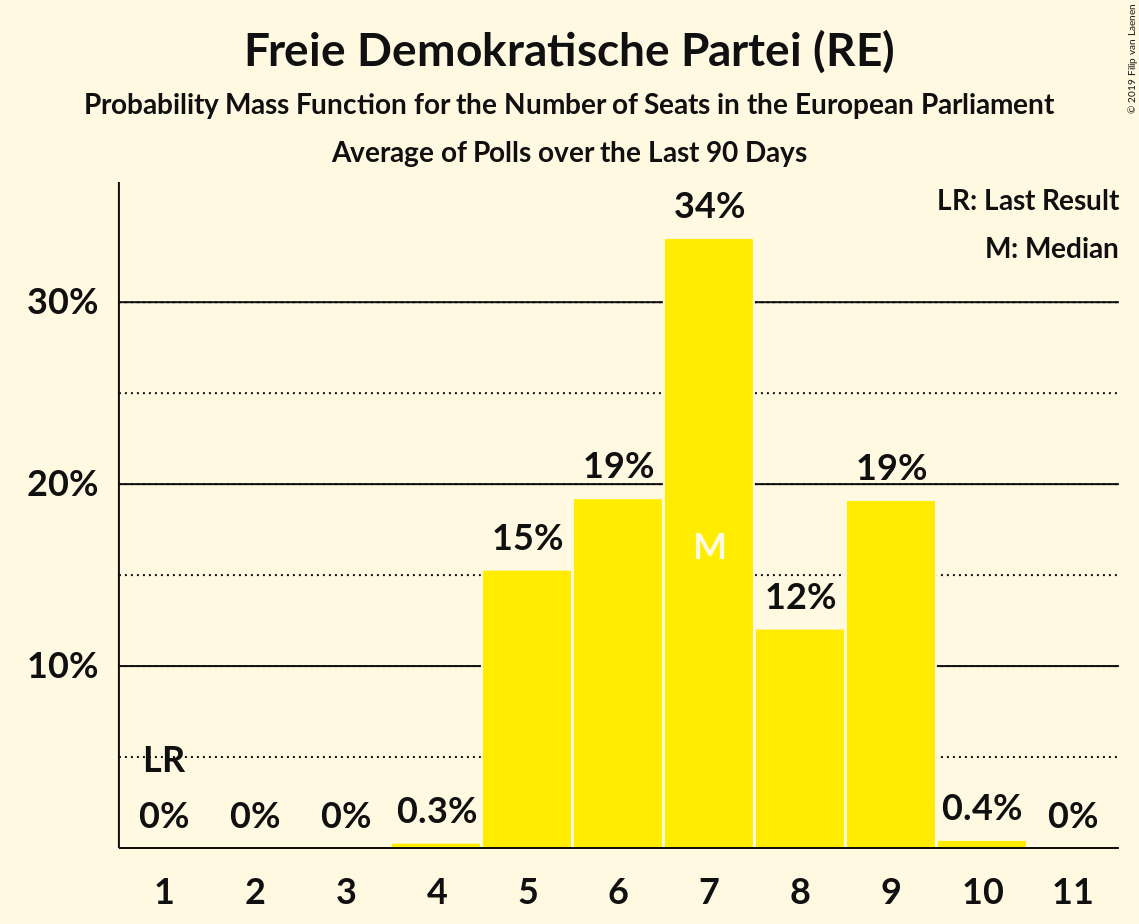 Freie Demokratische Partei (RE)
Probability Mass Function for the Number of Seats in the European Parliament
Average of Polls over the Last 90 Days
© 2019 Filip van Laenen
LR: Last Result
M: Median
34%
30%
20%
19%
19%
15%
M
12%
10%
LR
0%
0%
0%
0.3%
0.4%
0%
1 2 3 4 5 6 7 8 9 10 11